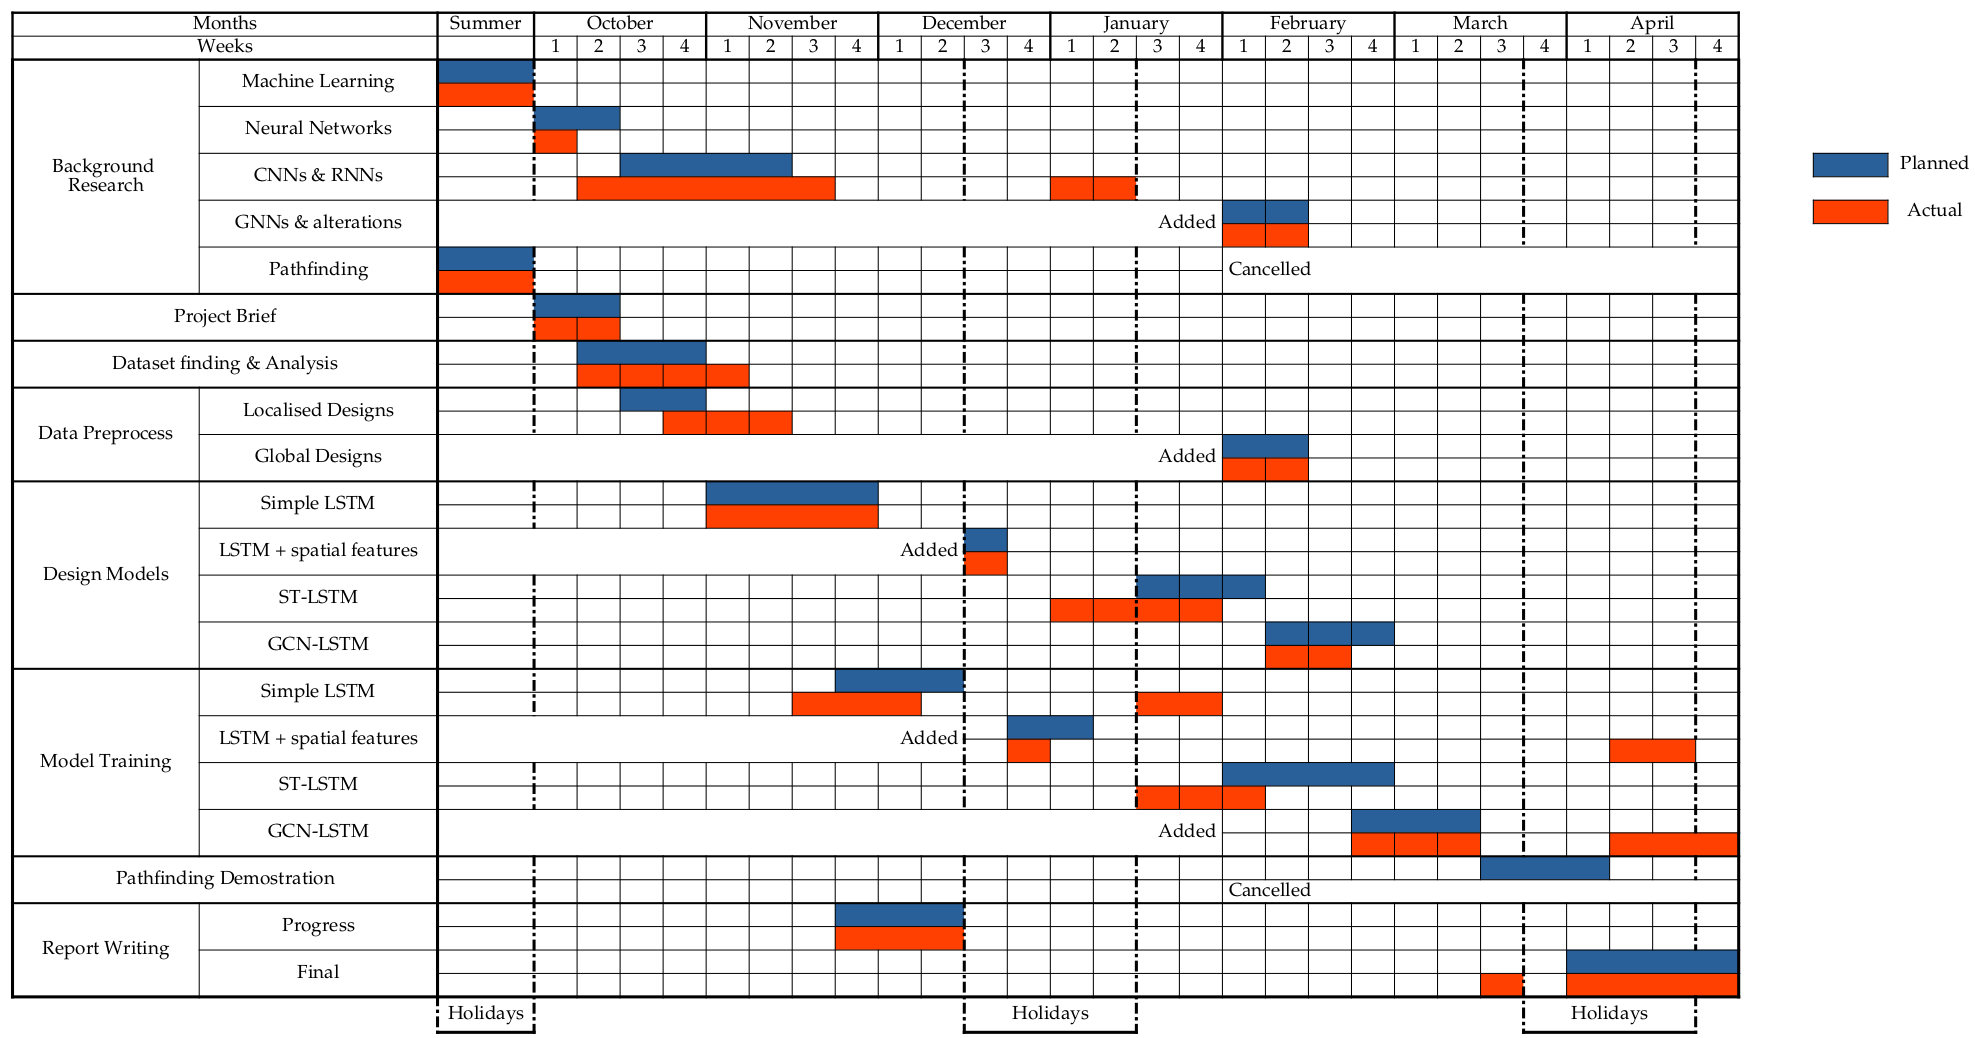 Months Summer October November December January February March April
Weeks 1 2 3 4 1 2 3 4 1 2 3 4 1 2 3 4 1 2 3 4 1 2 3 4 1 2 3 4
Background
Research
Machine Learning
Neural Networks
CNNs & RNNs
GNNs & alterations Added
Pathfinding Cancelled
Project Brief
Dataset finding & Analysis
Data Preprocess
Localised Designs
Global Designs Added
Design Models
Simple LSTM
LSTM + spatial features Added
ST-LSTM
GCN-LSTM
Model Training
Simple LSTM
LSTM + spatial features Added
ST-LSTM
GCN-LSTM Added
Pathfinding Demostration Cancelled
Report Writing
Progress
Final
Holidays Holidays Holidays
Planned
Actual